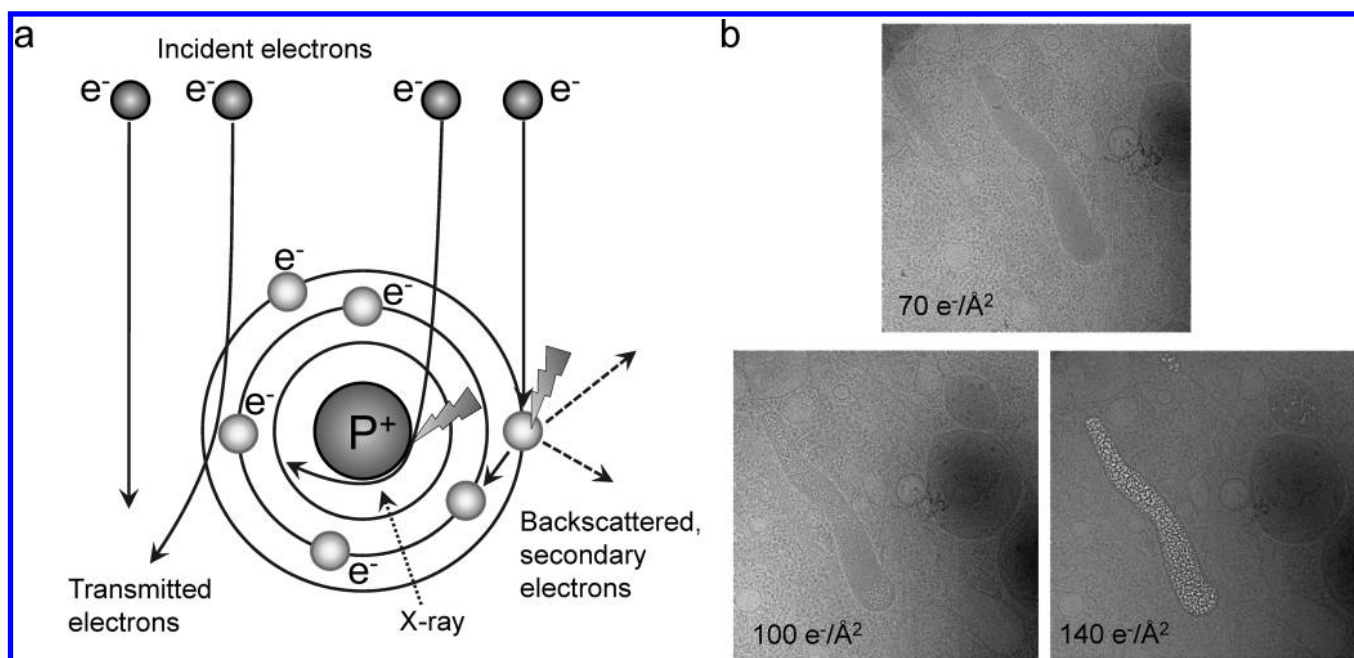 a
Incident electrons
e⁻ e⁻ e⁻ e⁻
e⁻
e⁻
e⁻
P⁺
e⁻
Transmitted
electrons
X-ray
Backscattered,
secondary
electrons
b
70 e⁻/Å²
100 e⁻/Å²
140 e⁻/Å²